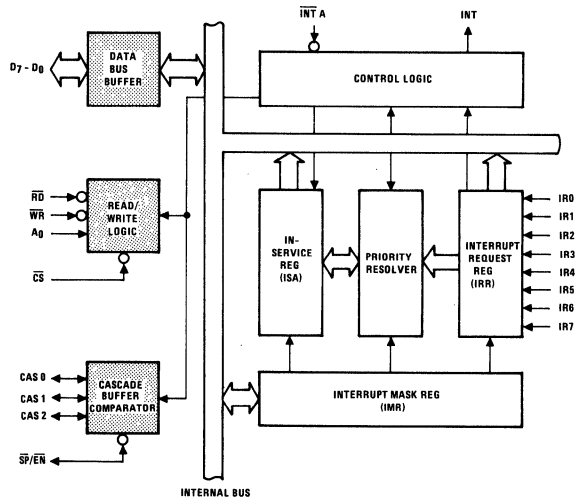 INT A
INT
D7 - D0
DATA
BUS
BUFFER
CONTROL LOGIC
RD
WR
A0
READ/
WRITE
LOGIC
CS
IN-
SERVICE
REG
(ISA)
PRIORITY
RESOLVER
INTERRUPT
REQUEST
REG
(IRR)
IR0
IR1
IR2
IR3
IR4
IR5
IR6
IR7
CAS 0
CAS 1
CAS 2
CASCADE
BUFFER
COMPARATOR
SP/EN
INTERRUPT MASK REG
(IMR)
INTERNAL BUS